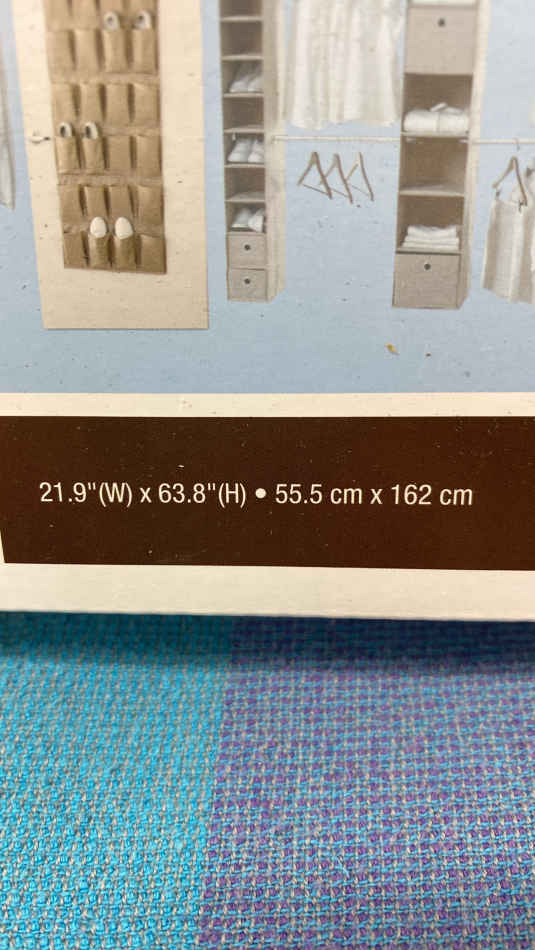 21.9"(W) x 63.8"(H) • 55.5 cm x 162 cm